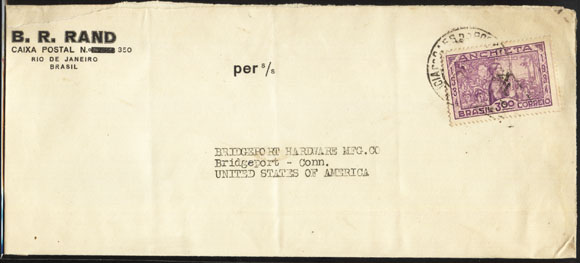 B. R. RAND
CAIXA POSTAL N. 350
RIO DE JANEIRO
BRASIL
per s/s
ANCHIETA
BRASIL 300 CORREIO
BRIDGEPORT HARDWARE MFG.CO
Bridgeport - Conn.
UNITED STATES OF AMERICA